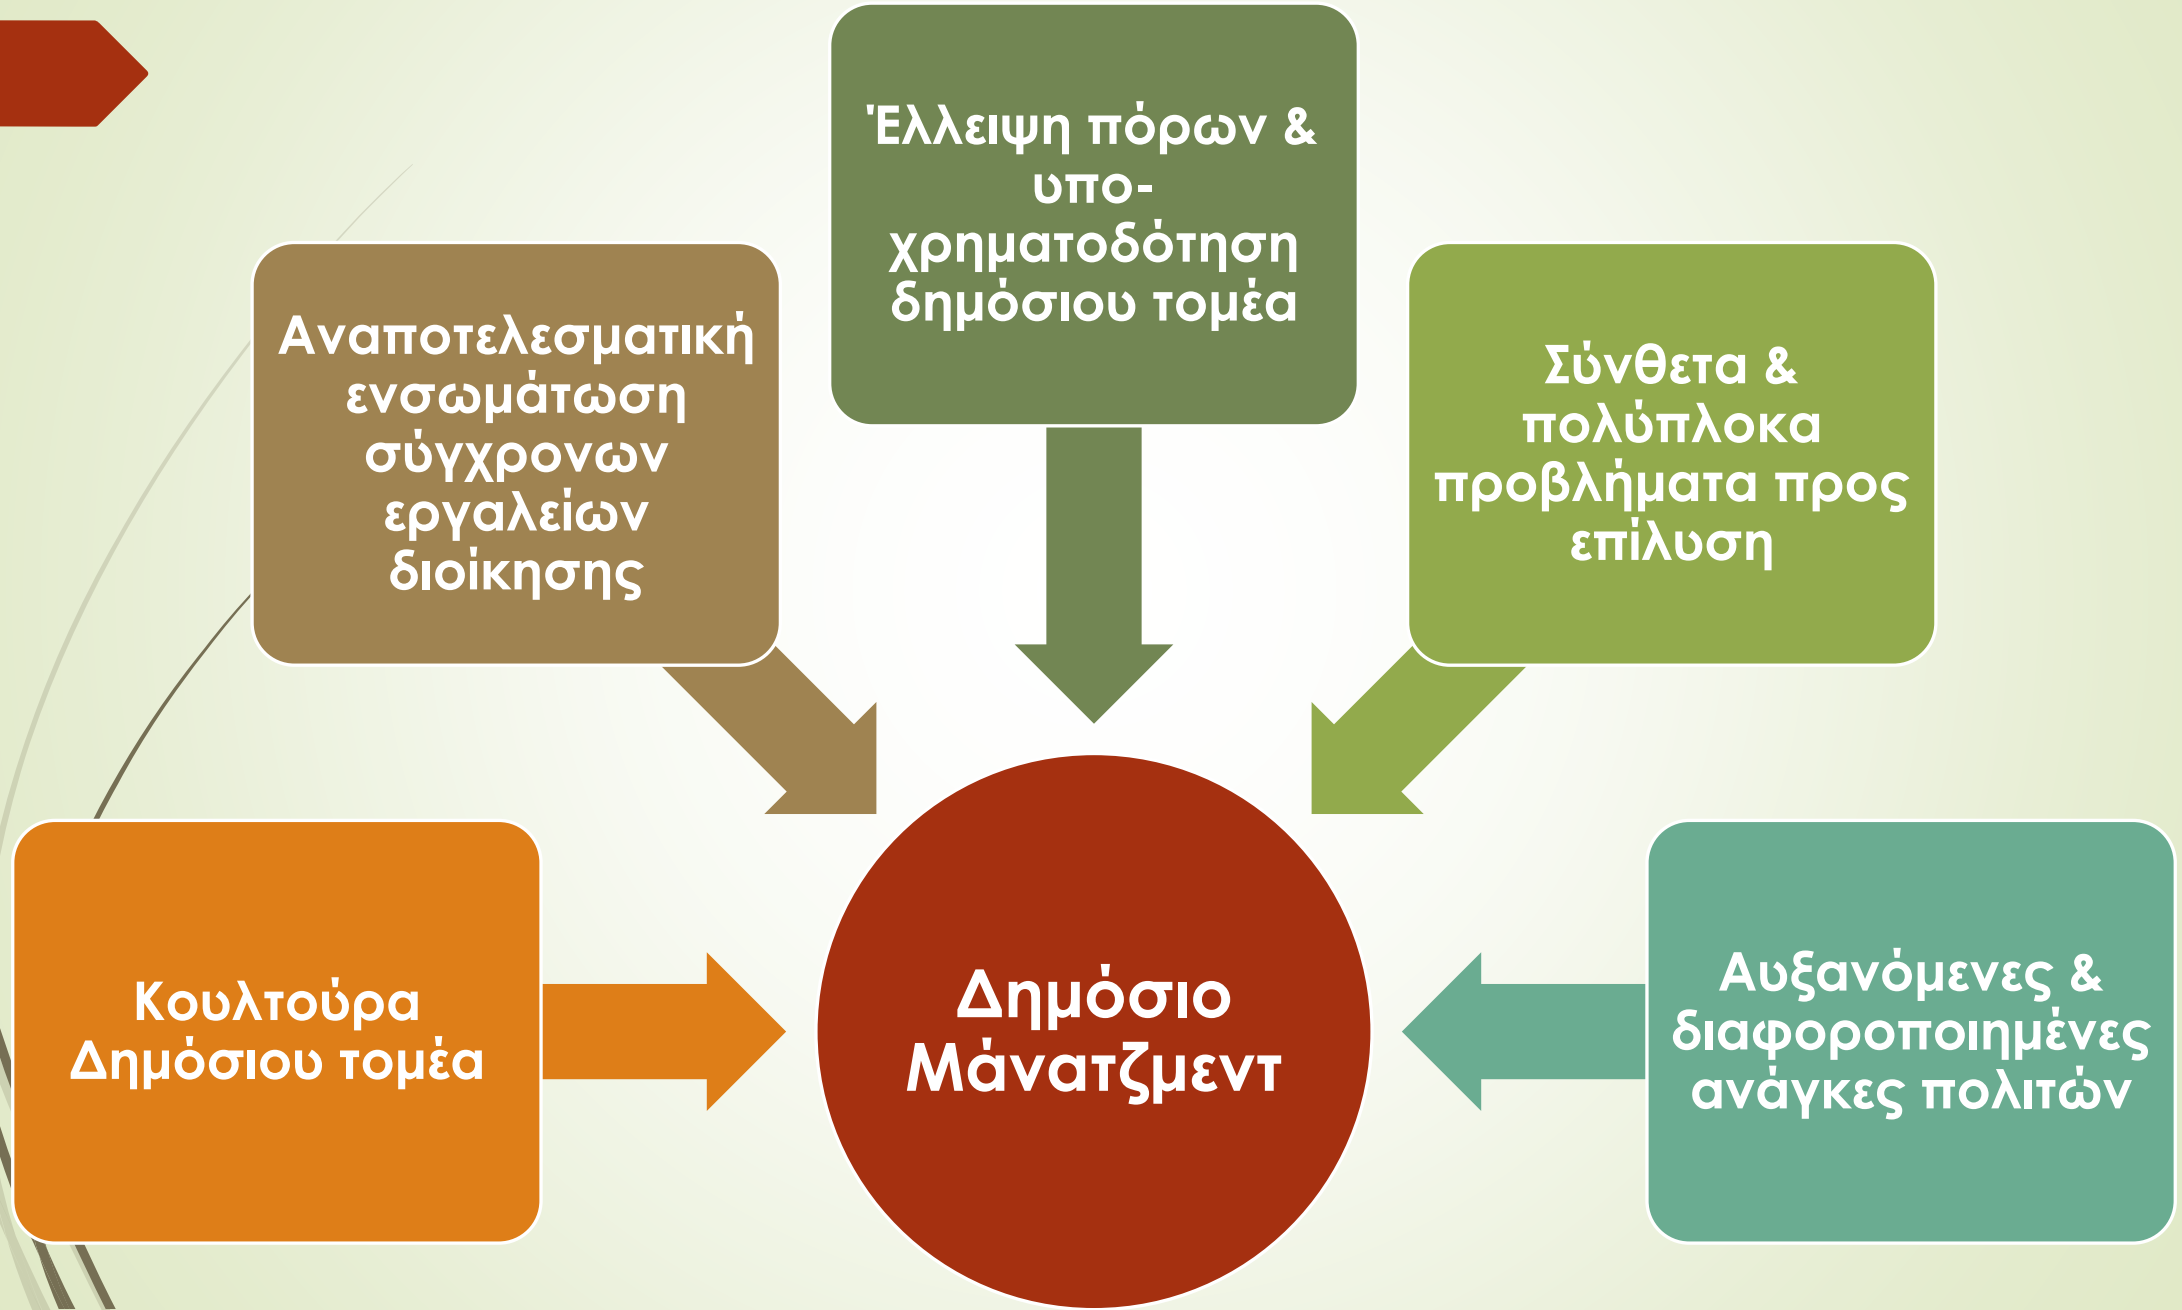 Έλλειψη πόρων &
υπο-
χρηματοδότηση
δημόσιου τομέα
Αναποτελεσματική
ενσωμάτωση
σύγχρονων
εργαλείων
διοίκησης
Σύνθετα &
πολύπλοκα
προβλήματα προς
επίλυση
Κουλτούρα
Δημόσιου τομέα
Δημόσιο
Μάνατζμεντ
Αυξανόμενες &
διαφοροποιημένες
ανάγκες πολιτών